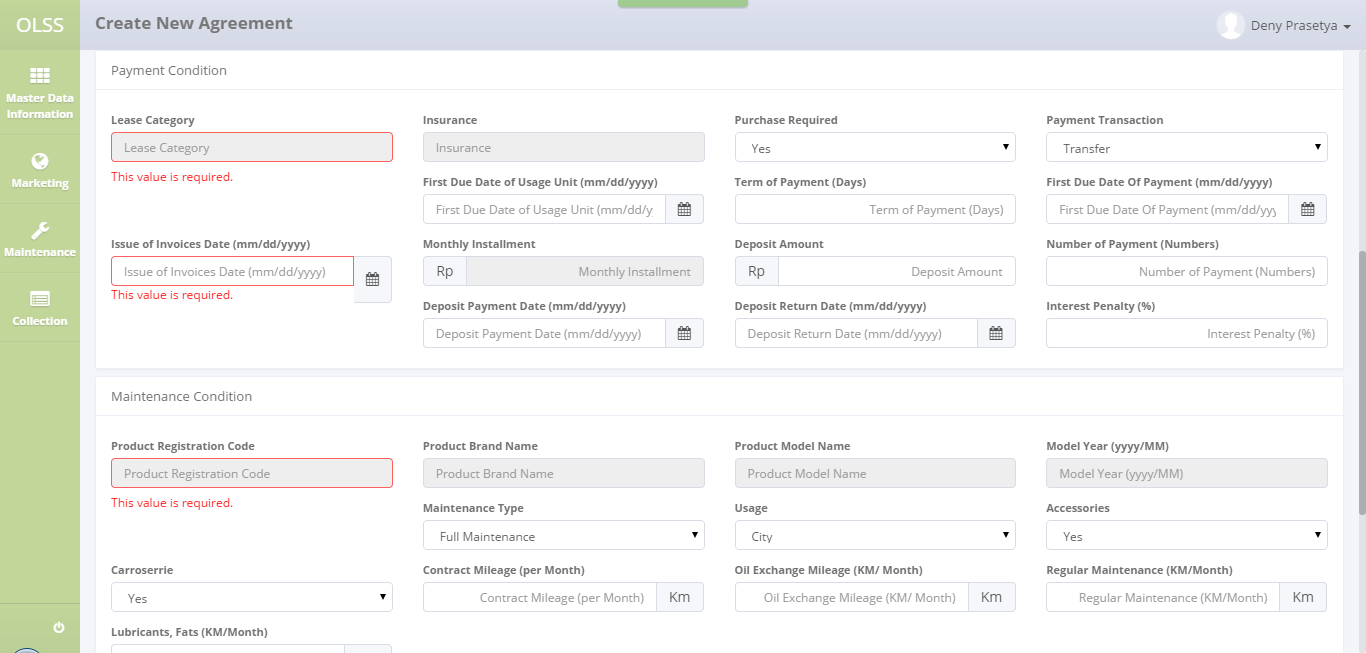 OLSS
Create New Agreement
Deny Prasetya
Master Data
Information
Marketing
Maintenance
Collection
Payment Condition
Lease Category
Insurance
Purchase Required
Payment Transaction
Lease Category
Insurance
Yes
Transfer
This value is required.
First Due Date of Usage Unit (mm/dd/yyyy)
Term of Payment (Days)
First Due Date Of Payment (mm/dd/yyyy)
First Due Date of Usage Unit (mm/dd/y
Term of Payment (Days)
First Due Date Of Payment (mm/dd/yyy
Issue of Invoices Date (mm/dd/yyyy)
Monthly Installment
Deposit Amount
Number of Payment (Numbers)
Issue of Invoices Date (mm/dd/yyyy)
Rp
Monthly Installment
Rp
Deposit Amount
Number of Payment (Numbers)
This value is required.
Deposit Payment Date (mm/dd/yyyy)
Deposit Return Date (mm/dd/yyyy)
Interest Penalty (%)
Deposit Payment Date (mm/dd/yyyy)
Deposit Return Date (mm/dd/yyyy)
Interest Penalty (%)
Maintenance Condition
Product Registration Code
Product Brand Name
Product Model Name
Model Year (yyyy/MM)
Product Registration Code
Product Brand Name
Product Model Name
Model Year (yyyy/MM)
This value is required.
Maintenance Type
Usage
Accessories
Full Maintenance
City
Yes
Carroserrie
Contract Mileage (per Month)
Oil Exchange Mileage (KM/ Month)
Regular Maintenance (KM/Month)
Yes
Contract Mileage (per Month)
Km
Oil Exchange Mileage (KM/ Month)
Km
Regular Maintenance (KM/Month)
Km
Lubricants, Fats (KM/Month)